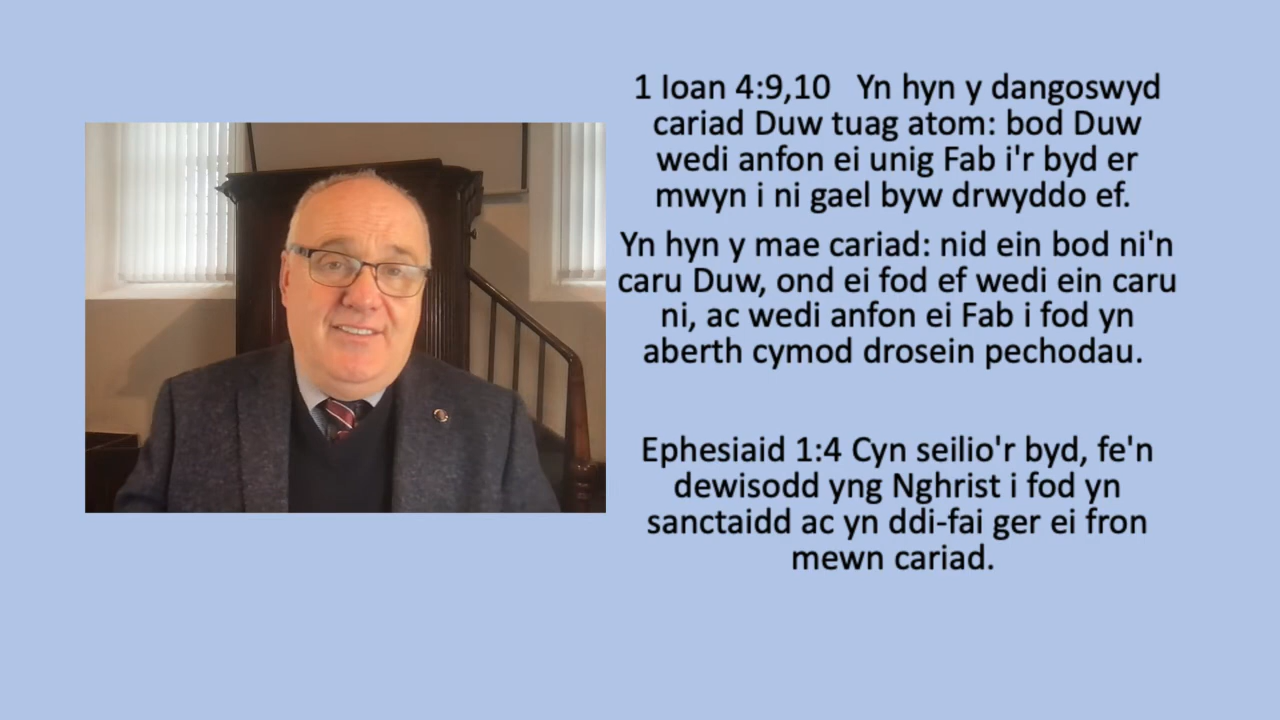 1 Ioan 4:9,10 Yn hyn y dangoswyd
cariad Duw tuag atom: bod Duw
wedi anfon ei unig Fab i'r byd er
mwyn i ni gael byw drwyddo ef.
Yn hyn y mae cariad: nid ein bod ni'n
caru Duw, ond ei fod ef wedi ein caru
ni, ac wedi anfon ei Fab i fod yn
aberth cymod drosein pechodau.
Ephesiaid 1:4 Cyn seilio'r byd, fe'n
dewisodd yng Nghrist i fod yn
sanctaidd ac yn ddi-fai ger ei fron
mewn cariad.